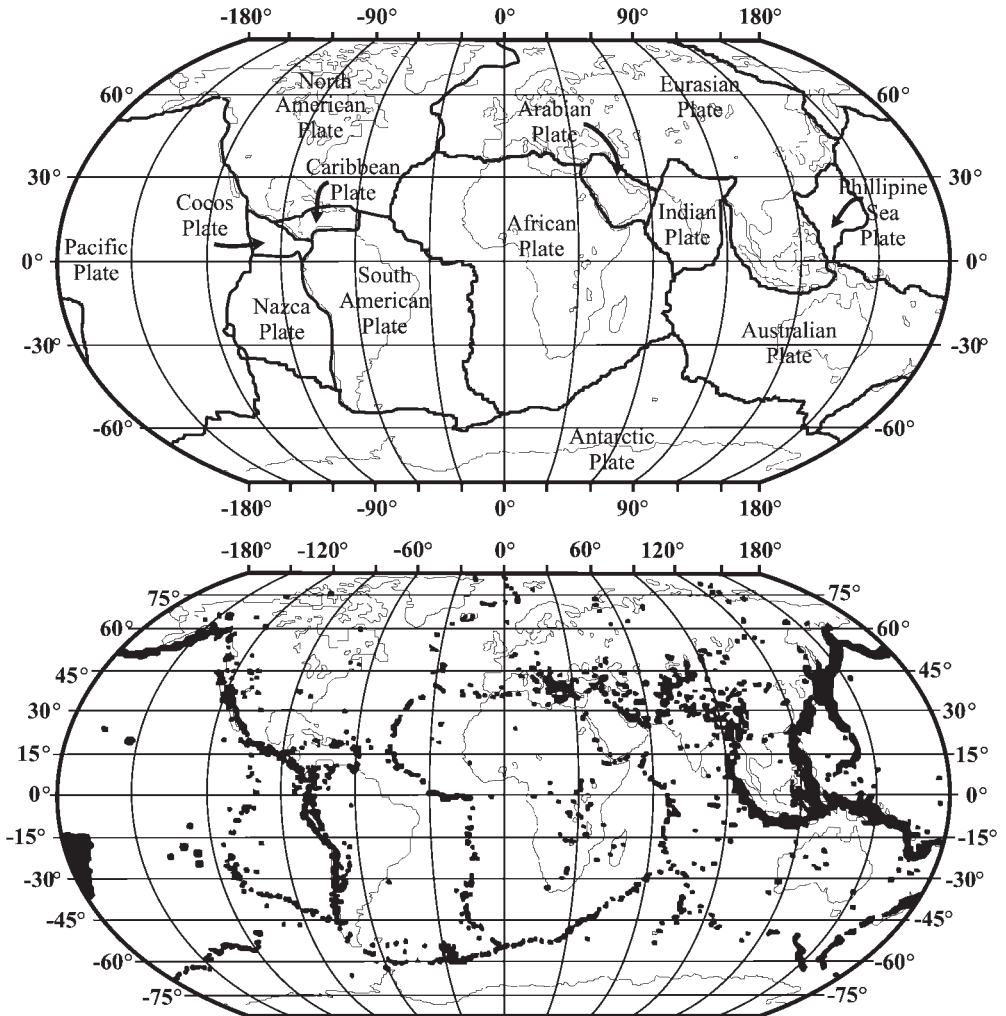 -180° -90° 0° 90° 180°
North
American
Plate
Eurasian
Plate
60° 60°
Arabian
Plate
Caribbean
Plate
30° 30°
Cocos
Plate
Phillipine
Sea
Plate
African
Plate
Indian
Plate
Pacific
Plate
0° 0°
South
American
Plate
Nazca
Plate
Australian
Plate
-30° -30°
-60° -60°
Antarctic
Plate
-180° -90° 0° 90° 180°
-180° -120° -60° 0° 60° 120° 180°
75° 75°
60° 60°
45° 45°
30° 30°
15° 15°
0° 0°
-15° -15°
-30° -30°
-45° -45°
-60° -60°
-75° -75°